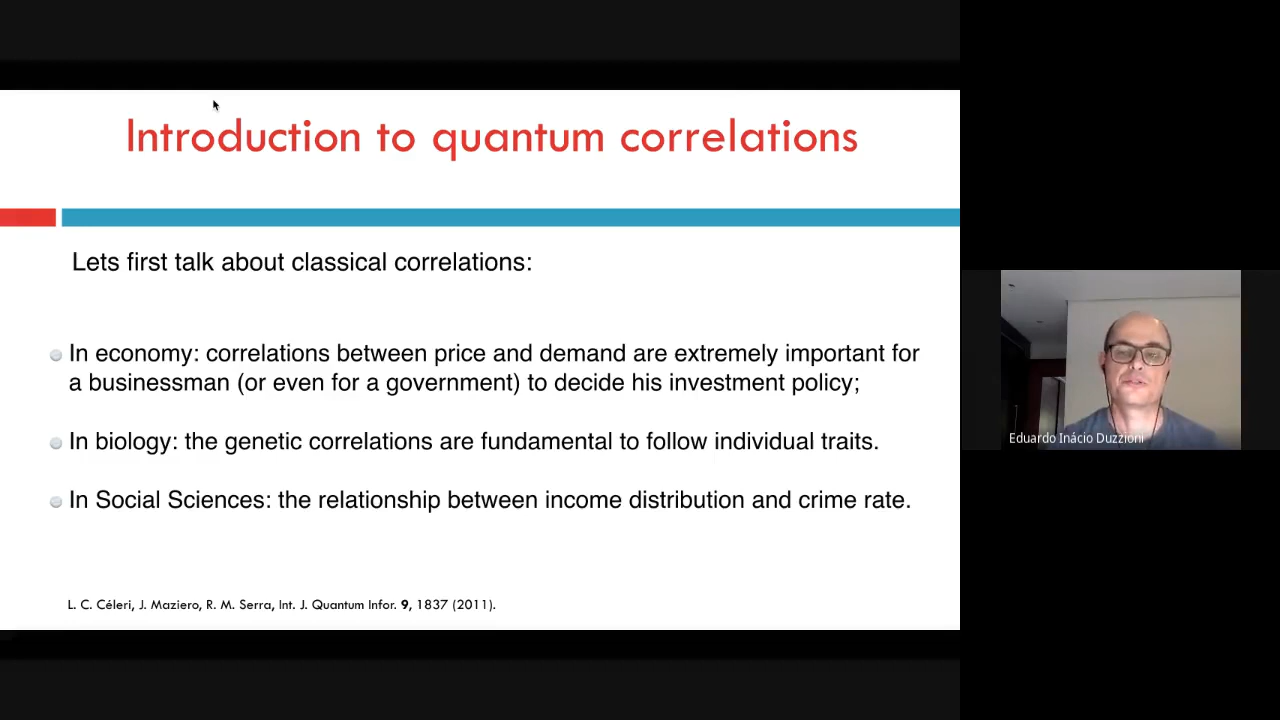 Introduction to quantum correlations
Lets first talk about classical correlations:
In economy: correlations between price and demand are extremely important for
a businessman (or even for a government) to decide his investment policy;
In biology: the genetic correlations are fundamental to follow individual traits.
In Social Sciences: the relationship between income distribution and crime rate.
L. C. Céleri, J. Maziero, R. M. Serra, Int. J. Quantum Infor. 9, 1837 (2011).
Eduardo Inácio Duzzioni